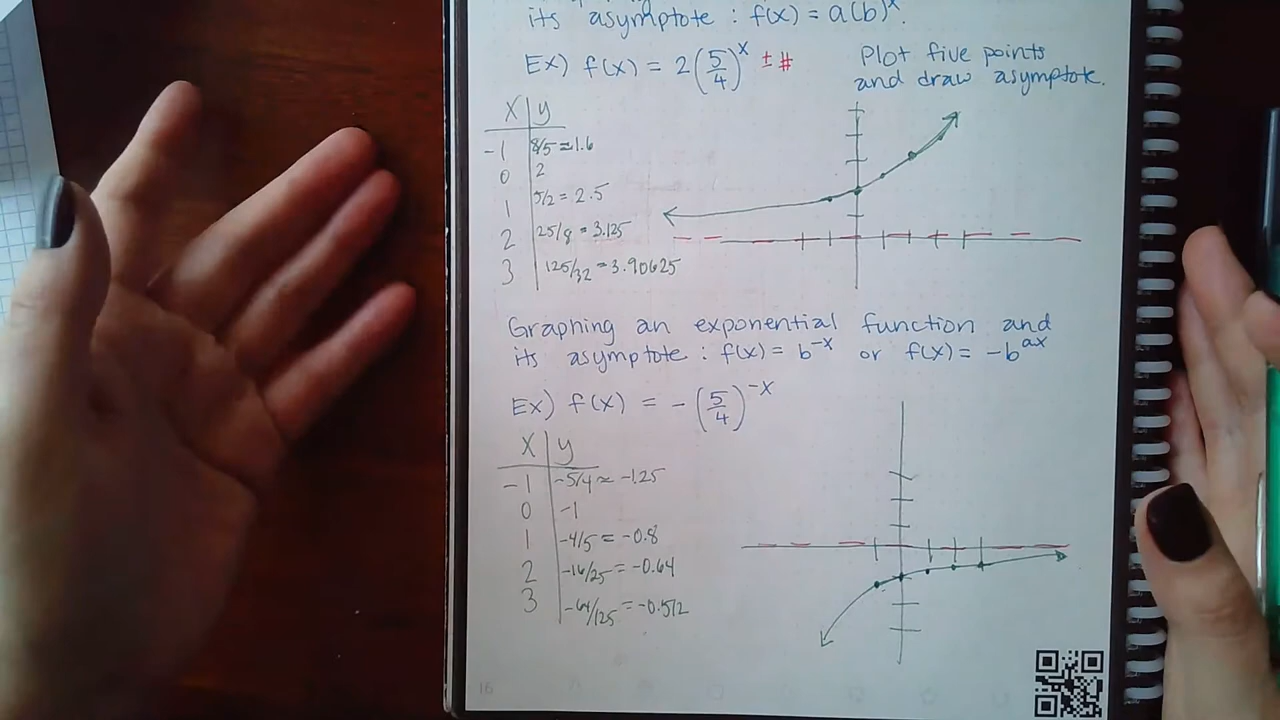 its asymptote : f(x) = a(b)^x.
Ex) f(x) = 2(5/4)^x ± #
Plot five points
and draw asymptote.
x | y
-1 | 8/5 ≈ 1.6
0 | 2
1 | 5/2 = 2.5
2 | 25/8 = 3.125
3 | 125/32 = 3.90625
Graphing an exponential function and
its asymptote : f(x) = b^-x or f(x) = -b^ax
Ex) f(x) = -(5/4)^-x
x | y
-1 | -5/4 ≈ -1.25
0 | -1
1 | -4/5 = -0.8
2 | -16/25 = -0.64
3 | -64/125 = -0.512
16